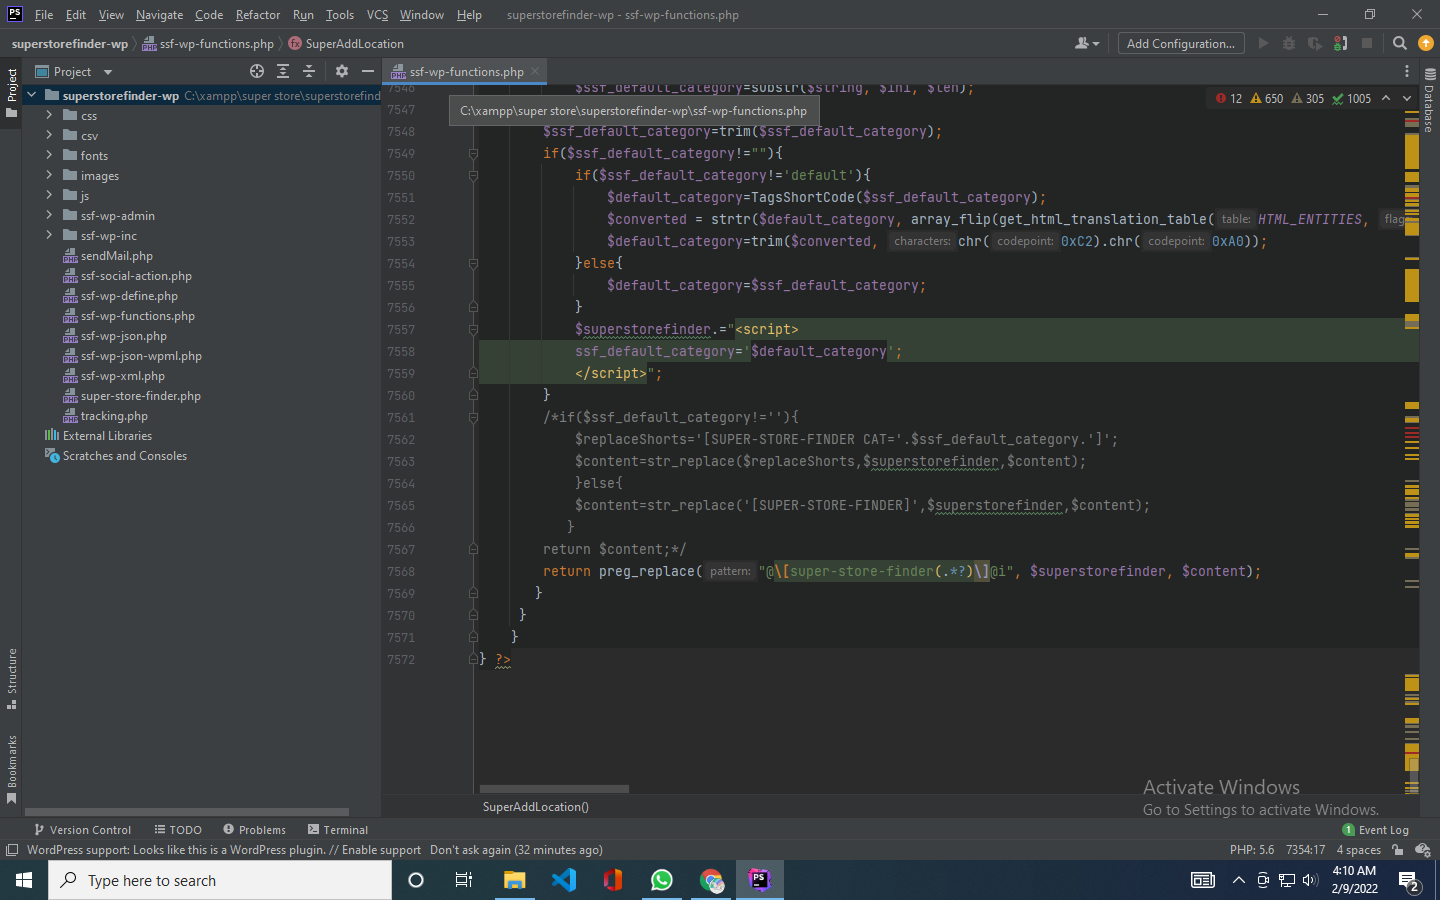 PS File Edit View Navigate Code Refactor Run Tools VCS Window Help superstorefinder-wp - ssf-wp-functions.php
superstorefinder-wp ssf-wp-functions.php SuperAddLocation Add Configuration...
Project
Project
ssf-wp-functions.php
superstorefinder-wp C:\xampp\super store\superstorefind
css
csv
fonts
images
js
ssf-wp-admin
ssf-wp-inc
sendMail.php
ssf-social-action.php
ssf-wp-define.php
ssf-wp-functions.php
ssf-wp-json.php
ssf-wp-json-wpml.php
ssf-wp-xml.php
super-store-finder.php
tracking.php
External Libraries
Scratches and Consoles
Structure
Bookmarks
Database
12 650 305 1005
C:\xampp\super store\superstorefinder-wp\ssf-wp-functions.php
7546 $ssf_default_category=substr($string, $ini, $len);
7547
7548 $ssf_default_category=trim($ssf_default_category);
7549 if($ssf_default_category!=""){
7550 if($ssf_default_category!='default'){
7551 $default_category=TagsShortCode($ssf_default_category);
7552 $converted = strtr($default_category, array_flip(get_html_translation_table( table: HTML_ENTITIES, flag
7553 $default_category=trim($converted, characters: chr( codepoint: 0xC2).chr( codepoint: 0xA0));
7554 }else{
7555 $default_category=$ssf_default_category;
7556 }
7557 $superstorefinder.="<script>
7558 ssf_default_category='$default_category';
7559 </script>";
7560 }
7561 /*if($ssf_default_category!=''){
7562 $replaceShorts='[SUPER-STORE-FINDER CAT='.$ssf_default_category.']';
7563 $content=str_replace($replaceShorts,$superstorefinder,$content);
7564 }else{
7565 $content=str_replace('[SUPER-STORE-FINDER]',$superstorefinder,$content);
7566 }
7567 return $content;*/
7568 return preg_replace( pattern: "@\[super-store-finder(.*?)\]@i", $superstorefinder, $content);
7569 }
7570 }
7571 }
7572 } ?>
SuperAddLocation()
Activate Windows
Go to Settings to activate Windows.
Version Control TODO Problems Terminal 1 Event Log
WordPress support: Looks like this is a WordPress plugin. // Enable support Don't ask again (32 minutes ago) PHP: 5.6 7354:17 4 spaces
Type here to search
PS
4:10 AM
2/9/2022
2